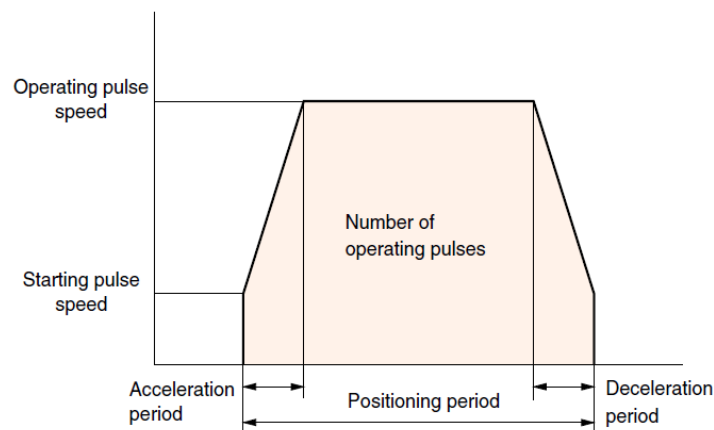 Operating pulse
speed
Number of
operating pulses
Starting pulse
speed
Acceleration
period
Positioning period
Deceleration
period